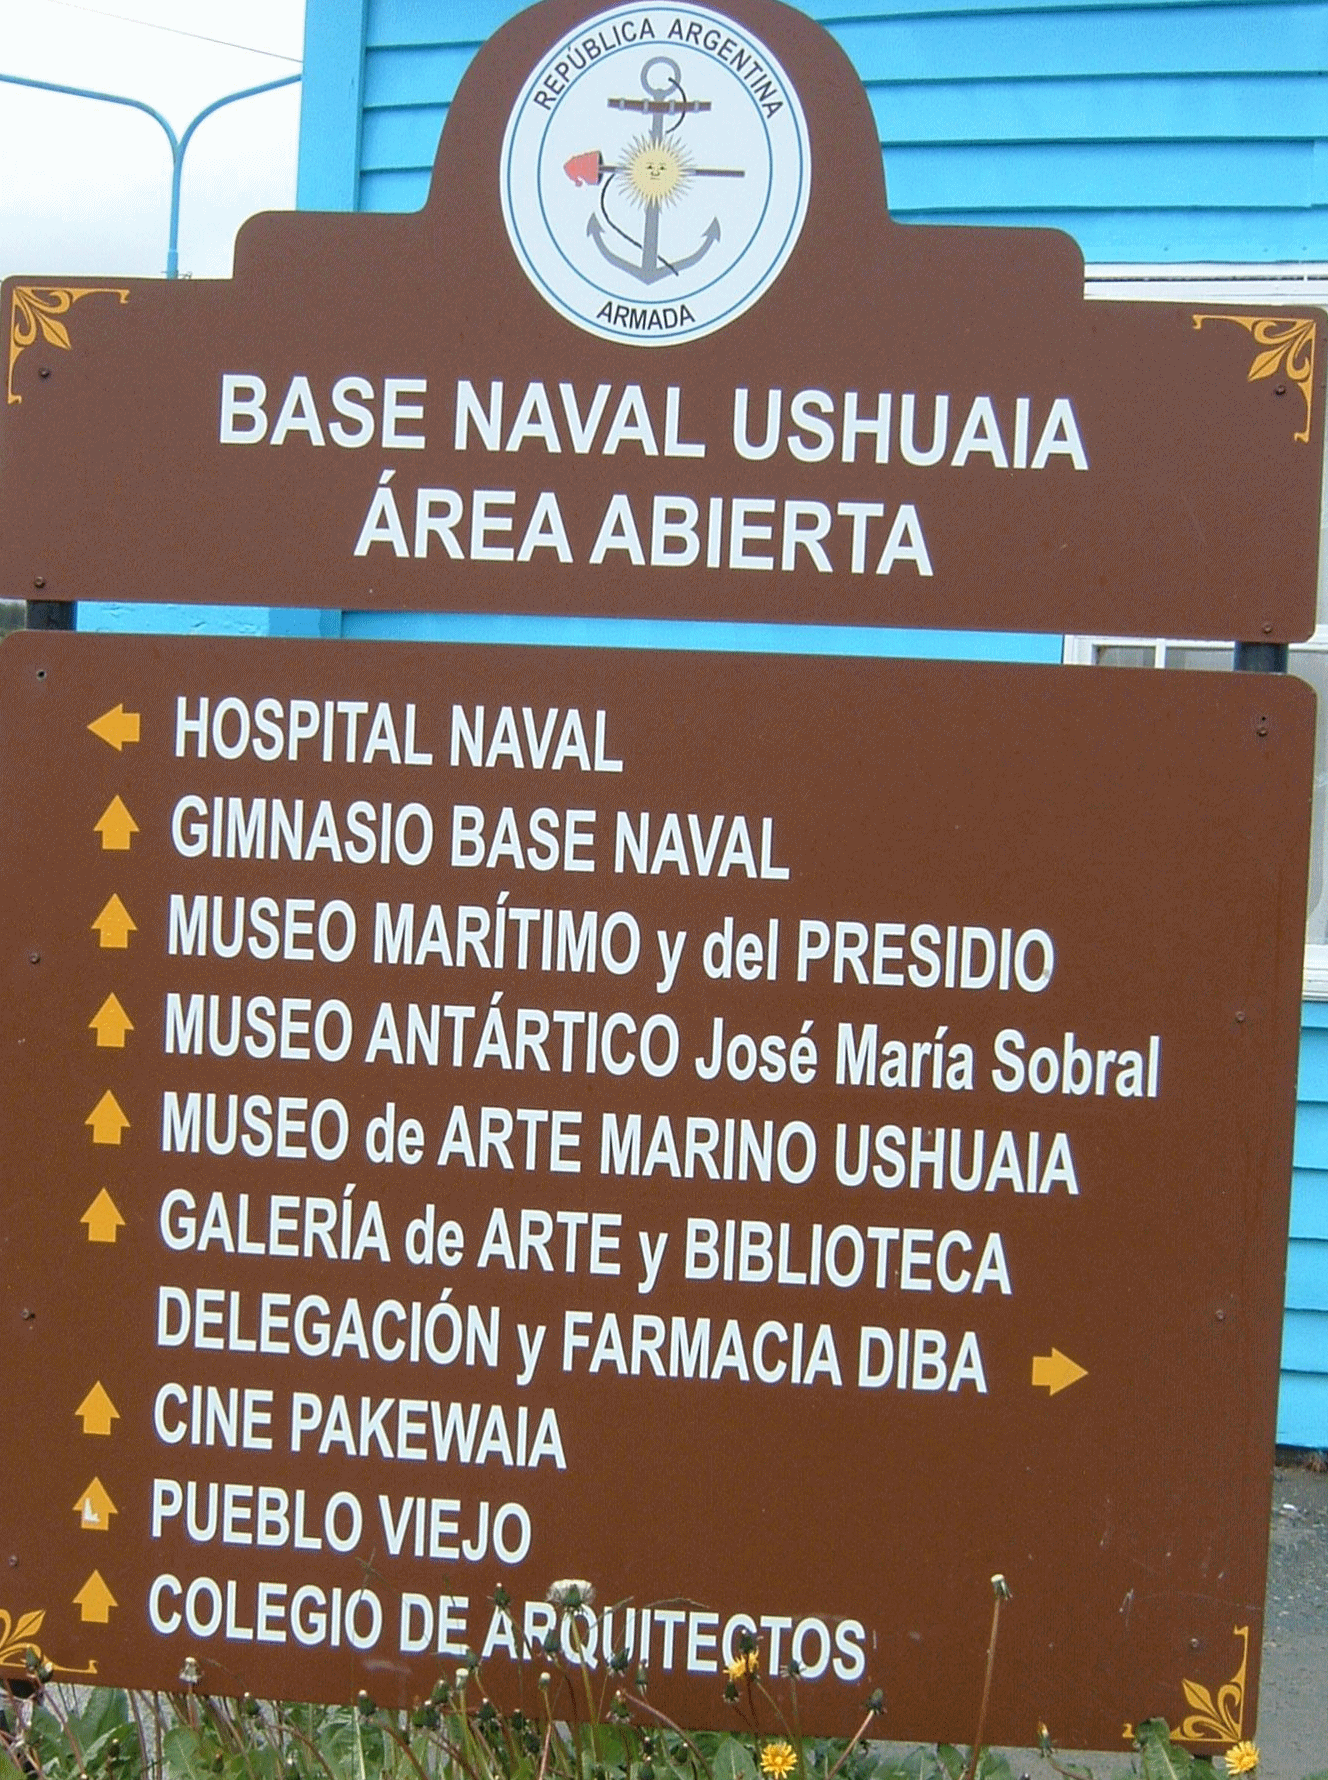 REPÚBLICA ARGENTINA
ARMADA
BASE NAVAL USHUAIA
ÁREA ABIERTA
HOSPITAL NAVAL
GIMNASIO BASE NAVAL
MUSEO MARÍTIMO y del PRESIDIO
MUSEO ANTÁRTICO José María Sobral
MUSEO de ARTE MARINO USHUAIA
GALERÍA de ARTE y BIBLIOTECA
DELEGACIÓN y FARMACIA DIBA
CINE PAKEWAIA
PUEBLO VIEJO
COLEGIO DE ARQUITECTOS